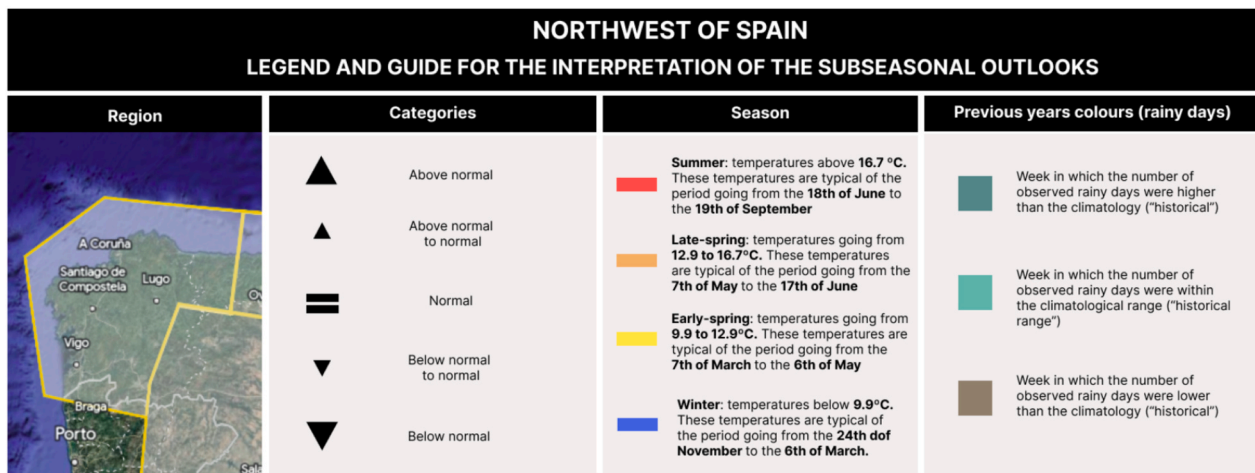 NORTHWEST OF SPAIN
LEGEND AND GUIDE FOR THE INTERPRETATION OF THE SUBSEASONAL OUTLOOKS
Region
A Coruña
Santiago de
Compostela
Lugo
Vigo
Braga
Porto
Categories
Above normal
Above normal
to normal
Normal
Below normal
to normal
Below normal
Season
Summer: temperatures above 16.7 ºC.
These temperatures are typical of the
period going from the 18th of June to
the 19th of September
Late-spring: temperatures going from
12.9 to 16.7ºC. These temperatures
are typical of the period going from the
7th of May to the 17th of June
Early-spring: temperatures going from
9.9 to 12.9ºC. These temperatures are
typical of the period going from the
7th of March to the 6th of May
Winter: temperatures below 9.9ºC.
These temperatures are typical of
the period going from the 24th dof
November to the 6th of March.
Previous years colours (rainy days)
Week in which the number of
observed rainy days were higher
than the climatology ("historical")
Week in which the number of
observed rainy days were within
the climatological range ("historical
range")
Week in which the number of
observed rainy days were lower
than the climatology ("historical")